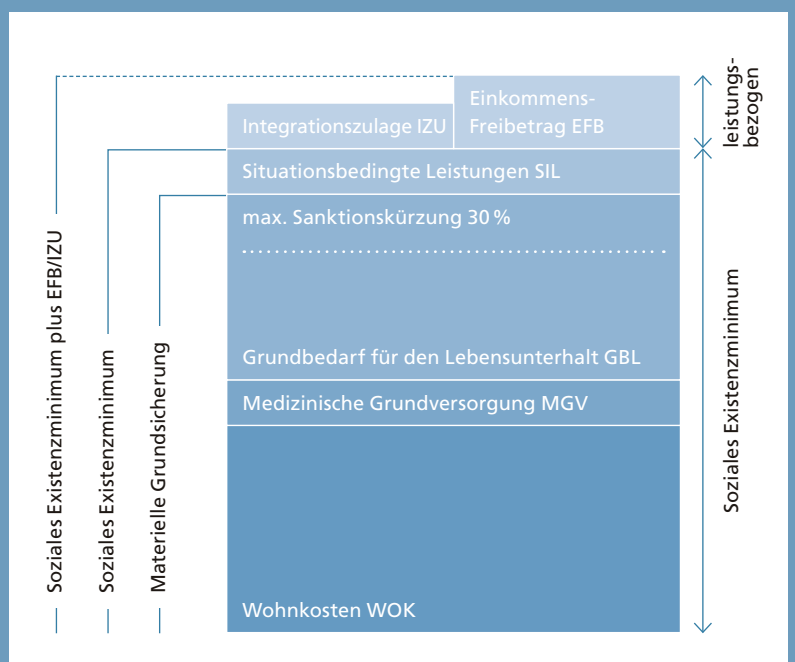 leistungs-
bezogen
Einkommens-
Freibetrag EFB
Integrationszulage IZU
Situationsbedingte Leistungen SIL
max. Sanktionskürzung 30 %
Grundbedarf für den Lebensunterhalt GBL
Medizinische Grundversorgung MGV
Wohnkosten WOK
Soziales Existenzminimum plus EFB/IZU
Soziales Existenzminimum
Materielle Grundsicherung
Soziales Existenzminimum